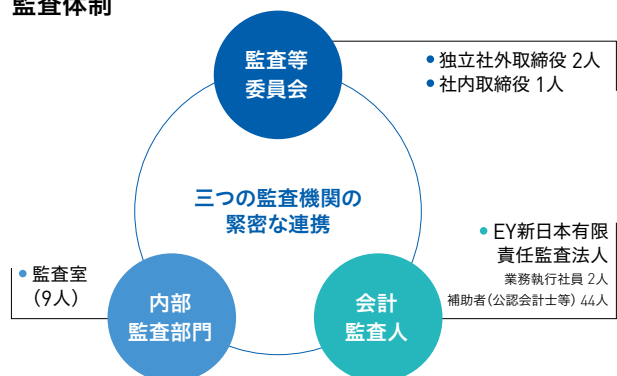 監査体制
監査等
委員会
• 独立社外取締役 2人
• 社内取締役 1人
三つの監査機関の
緊密な連携
• 監査室
(9人)
内部
監査部門
会計
監査人
• EY新日本有限
責任監査法人
業務執行社員 2人
補助者(公認会計士等) 44人